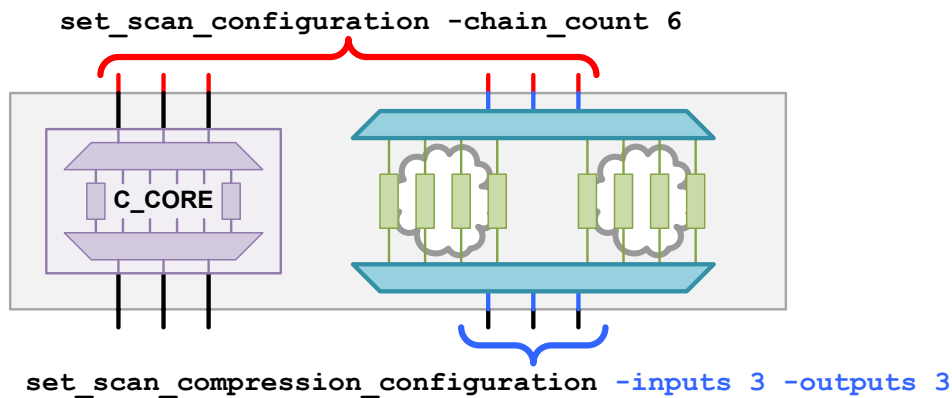 set_scan_configuration -chain_count 6
C_CORE
set_scan_compression_configuration -inputs 3 -outputs 3